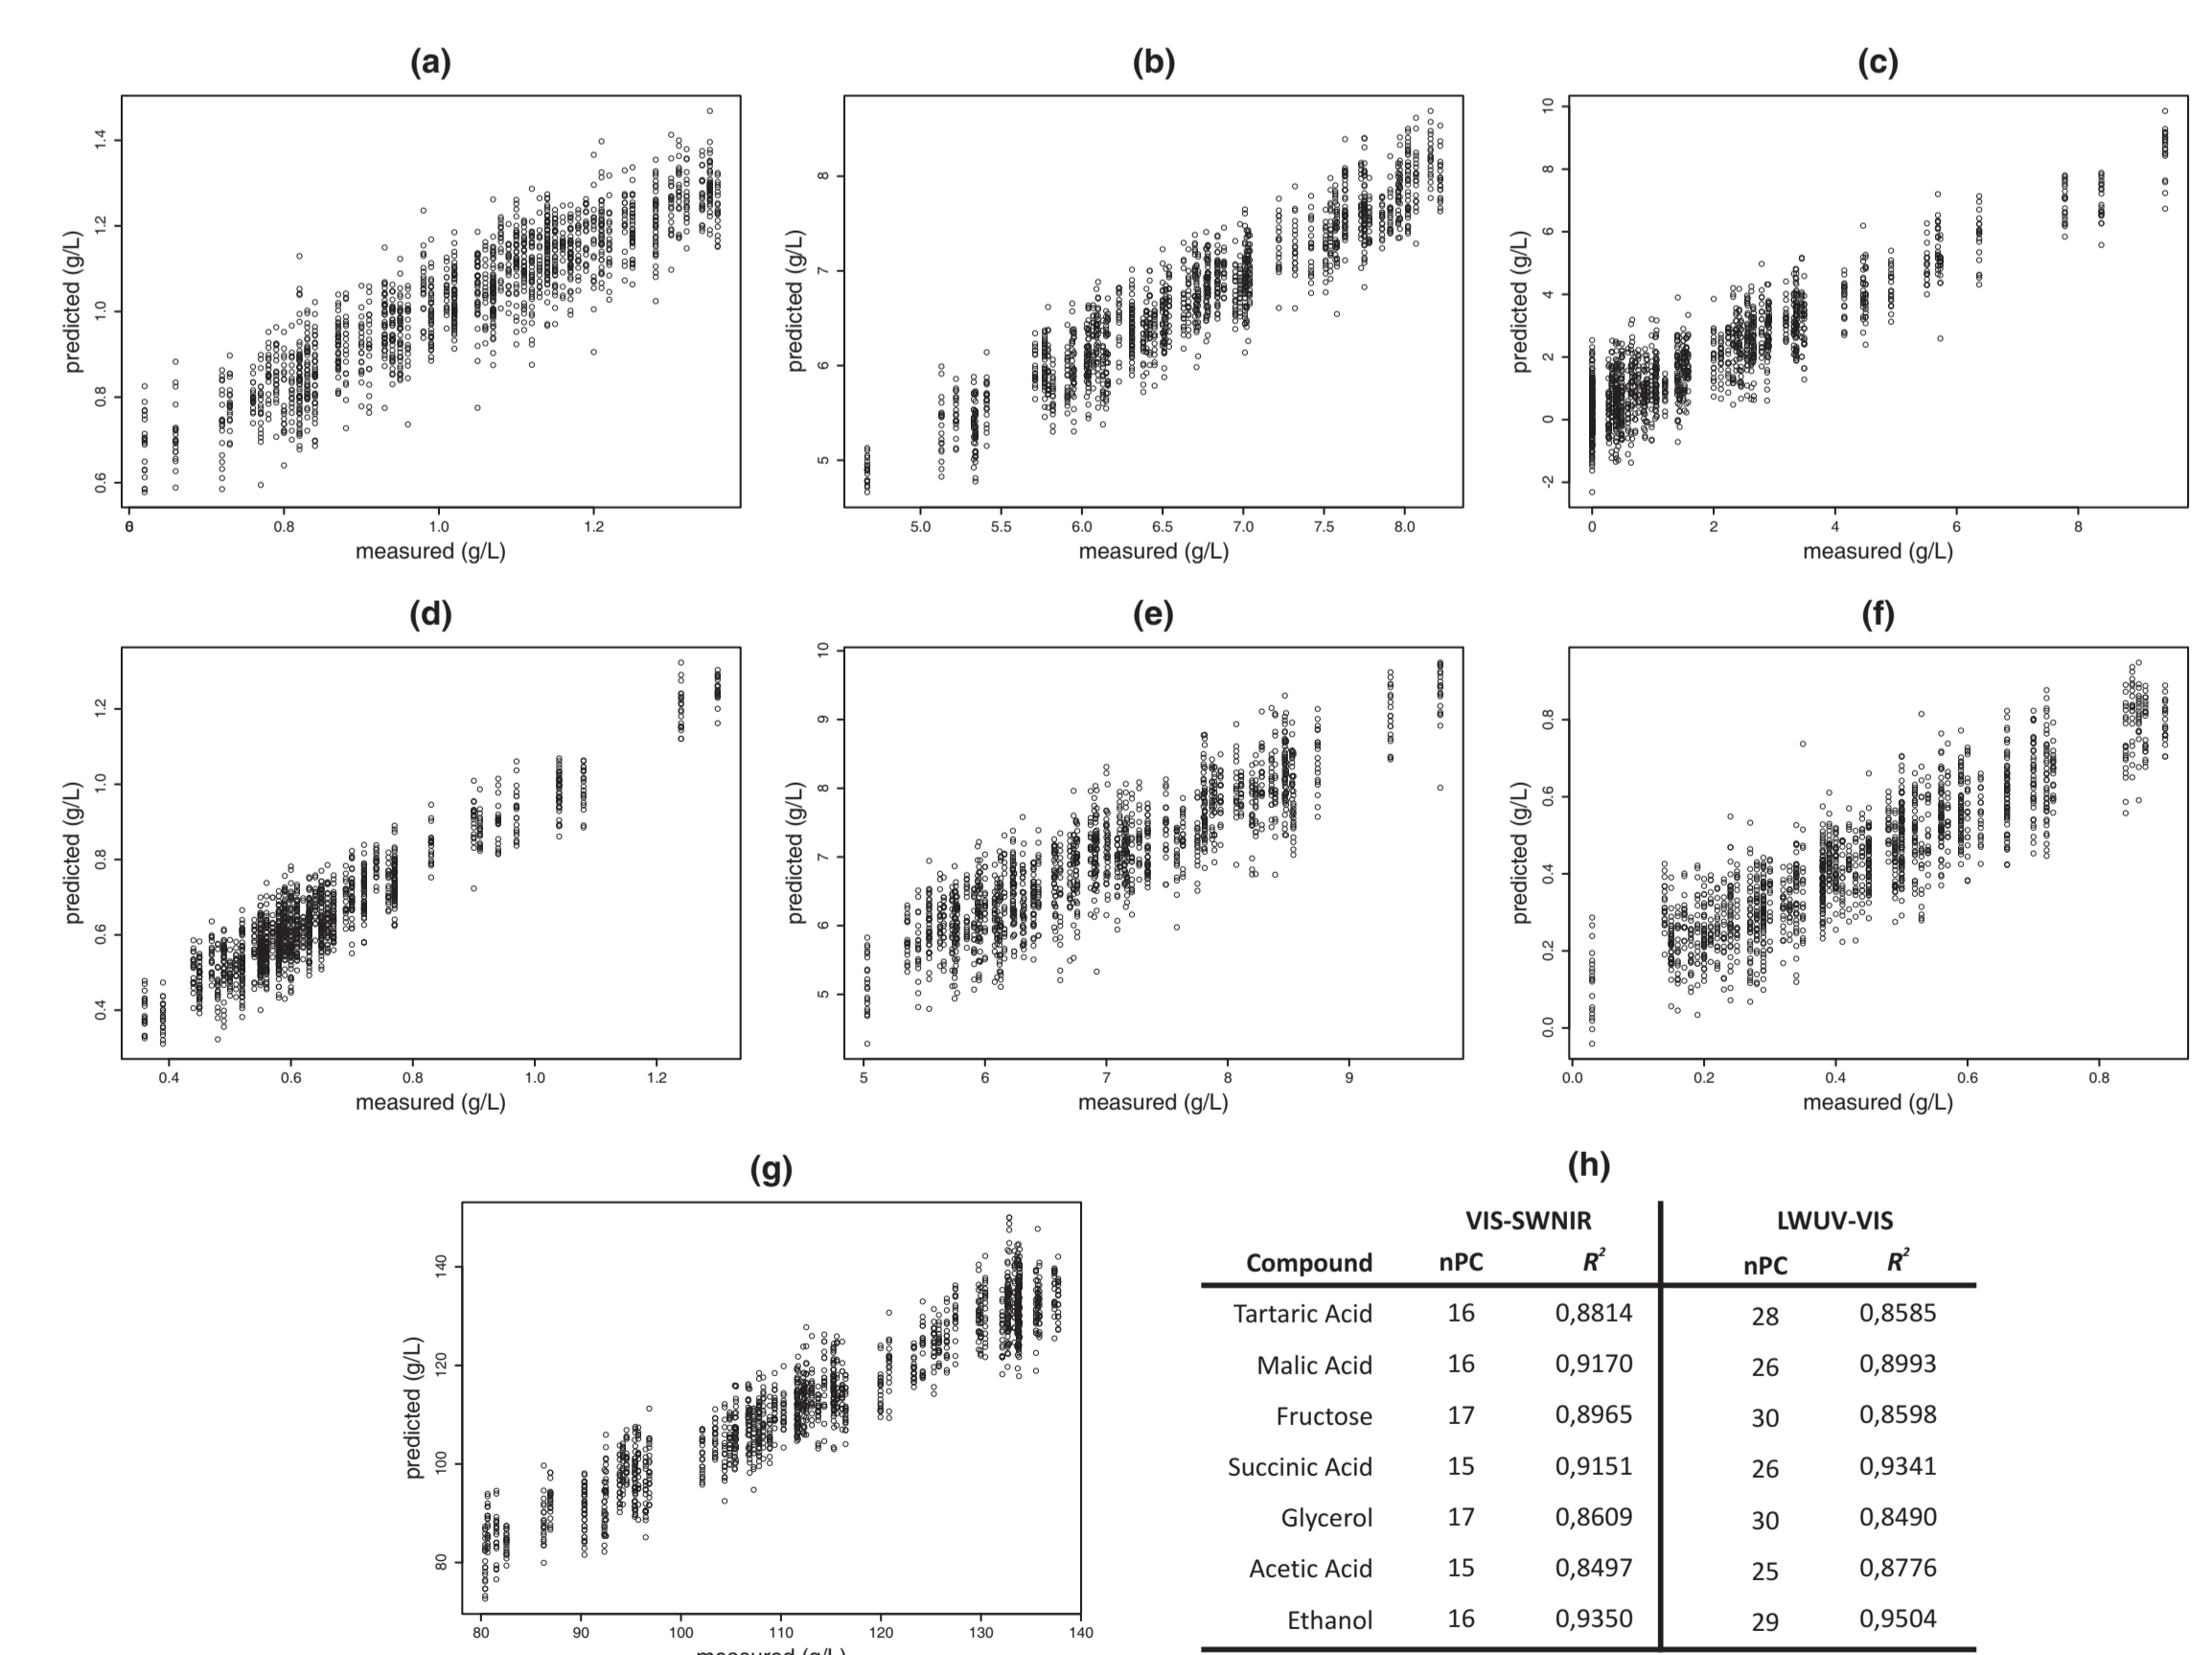 (a) (b) (c)
predicted (g/L) 0.6 0.8 1.0 1.2 1.4
predicted (g/L) 5 6 7 8
predicted (g/L) -2 0 2 4 6 8 10
0.8 1.0 1.2
5.0 5.5 6.0 6.5 7.0 7.5 8.0
0 2 4 6 8
measured (g/L) measured (g/L) measured (g/L)
(d) (e) (f)
predicted (g/L) 0.4 0.6 0.8 1.0 1.2
predicted (g/L) 5 6 7 8 9 10
predicted (g/L) 0.0 0.2 0.4 0.6 0.8
0.4 0.6 0.8 1.0 1.2
5 6 7 8 9
0.0 0.2 0.4 0.6 0.8
measured (g/L) measured (g/L) measured (g/L)
(g)
predicted (g/L) 80 100 120 140
80 90 100 110 120 130 140
measured (g/L)
(h)
VIS-SWNIR LWUV-VIS
Compound nPC R² nPC R²
Tartaric Acid 16 0,8814 28 0,8585
Malic Acid 16 0,9170 26 0,8993
Fructose 17 0,8965 30 0,8598
Succinic Acid 15 0,9151 26 0,9341
Glycerol 17 0,8609 30 0,8490
Acetic Acid 15 0,8497 25 0,8776
Ethanol 16 0,9350 29 0,9504